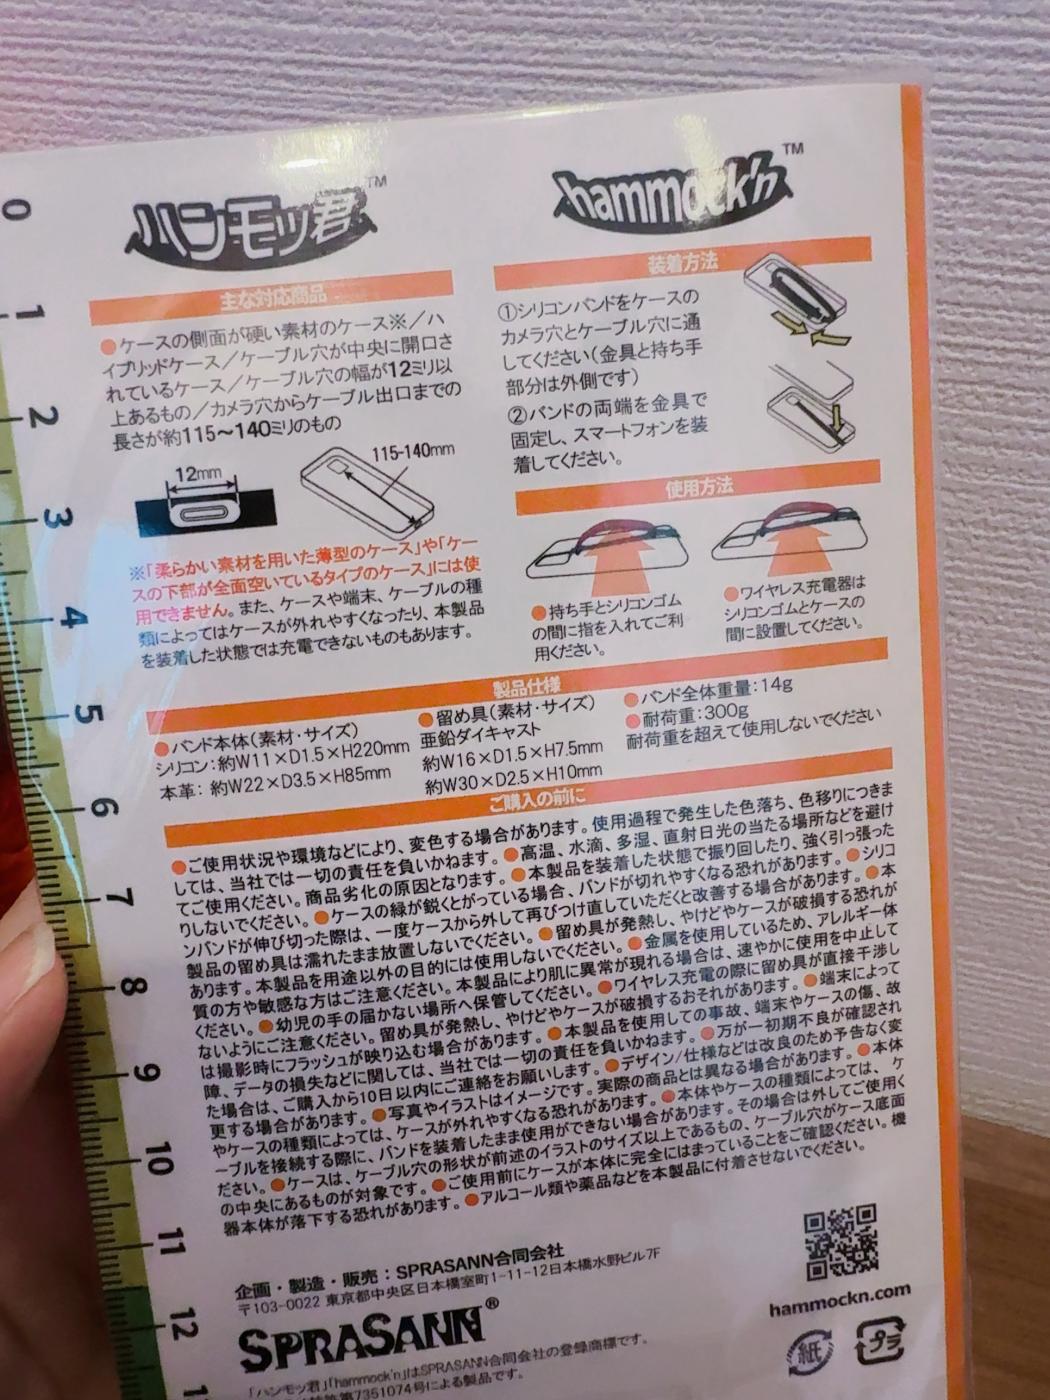 ハンモッ君™
主な対応商品
●ケースの側面が硬い素材のケース※／ハ
イブリッドケース／ケーブル穴が中央に開口さ
れているケース／ケーブル穴の幅が12ミリ以
上あるもの／カメラ穴からケーブル出口までの
長さが約115～140ミリのもの
12mm
115-140mm
※「柔らかい素材を用いた薄型のケース」や「ケー
スの下部が全面空いているタイプのケース」には使
用できません。また、ケースや端末、ケーブルの種
類によってはケースが外れやすくなったり、本製品
を装着した状態では充電できないものもあります。
hammock'n™
装着方法
①シリコンバンドをケースの
カメラ穴とケーブル穴に通
してください(金具と持ち手
部分は外側です)
②バンドの両端を金具で
固定し、スマートフォンを装
着してください。
使用方法
●持ち手とシリコンゴム
の間に指を入れてご利
用ください。
●ワイヤレス充電器は
シリコンゴムとケースの
間に設置してください。
製品仕様
●バンド本体(素材・サイズ)
シリコン：約W11×D1.5×H220mm
本革：約W22×D3.5×H85mm
●留め具(素材・サイズ)
亜鉛ダイキャスト
約W16×D1.5×H7.5mm
約W30×D2.5×H10mm
●バンド全体重量：14g
●耐荷重：300g
耐荷重を超えて使用しないでください
ご購入の前に
●ご使用状況や環境などにより、変色する場合があります。使用過程で発生した色落ち、色移りにつきま
しては、当社では一切の責任を負いかねます。●高温、水滴、多湿、直射日光の当たる場所などを避け
てご使用ください。商品劣化の原因となります。●本製品を装着した状態で振り回したり、強く引っ張った
りしないでください。●ケースの縁が鋭くとがっている場合、バンドが切れやすくなる恐れがあります。●シリコ
ンバンドが伸び切った際は、一度ケースから外して再びつけ直していただくと改善する場合があります。●本
製品の留め具は濡れたまま放置しないでください。●留め具が発熱し、やけどやケースが破損する恐れが
あります。本製品を用途以外の目的には使用しないでください。●金属を使用しているため、アレルギー体
質の方や敏感な方はご注意ください。本製品により肌に異常が現れる場合は、速やかに使用を中止して
ください。●幼児の手の届かない場所へ保管してください。●ワイヤレス充電の際に留め具が直接干渉し
ないようにご注意ください。留め具が発熱し、やけどやケースが破損するおそれがあります。●端末によって
は撮影時にフラッシュが映り込む場合があります。●本製品を使用しての事故、端末やケースの傷、故
障、データの損失などに関しては、当社では一切の責任を負いかねます。●万が一初期不良が確認され
た場合は、ご購入から10日以内にご連絡をお願いします。●デザイン/仕様などは改良のため予告なく変
更する場合があります。●写真やイラストはイメージです。実際の商品とは異なる場合があります。●本体
やケースの種類によっては、ケースが外れやすくなる恐れがあります。●本体やケースの種類によっては、ケ
ーブルを接続する際に、バンドを装着したまま使用ができない場合があります。その場合は外してご使用く
ださい。●ケースは、ケーブル穴の形状が前述のイラストのサイズ以上であるもの、ケーブル穴がケース底面
の中央にあるものが対象です。●ご使用前にケースが本体に完全にはまっていることをご確認ください。機
器本体が落下する恐れがあります。●アルコール類や薬品などを本製品に付着させないでください。
企画・製造・販売：SPRASANN合同会社
〒103-0022 東京都中央区日本橋室町1-11-12日本橋水野ビル7F
SPRASANN®
「ハンモッ君」「hammock'n」はSPRASANN合同会社の登録商標です。
第7351074号による製品です。
hammockn.com
紙
プラ
0
1
2
3
4
5
6
7
8
9
10
11
12